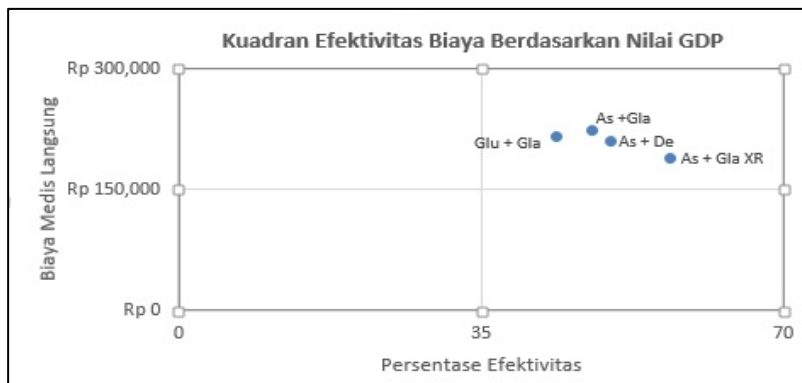 Kuadran Efektivitas Biaya Berdasarkan Nilai GDP
Rp 300,000
As +Gla
Glu + Gla
As + De
As + Gla XR
Rp 150,000
Biaya Medis Langsung
Rp 0
0
35
70
Persentase Efektivitas